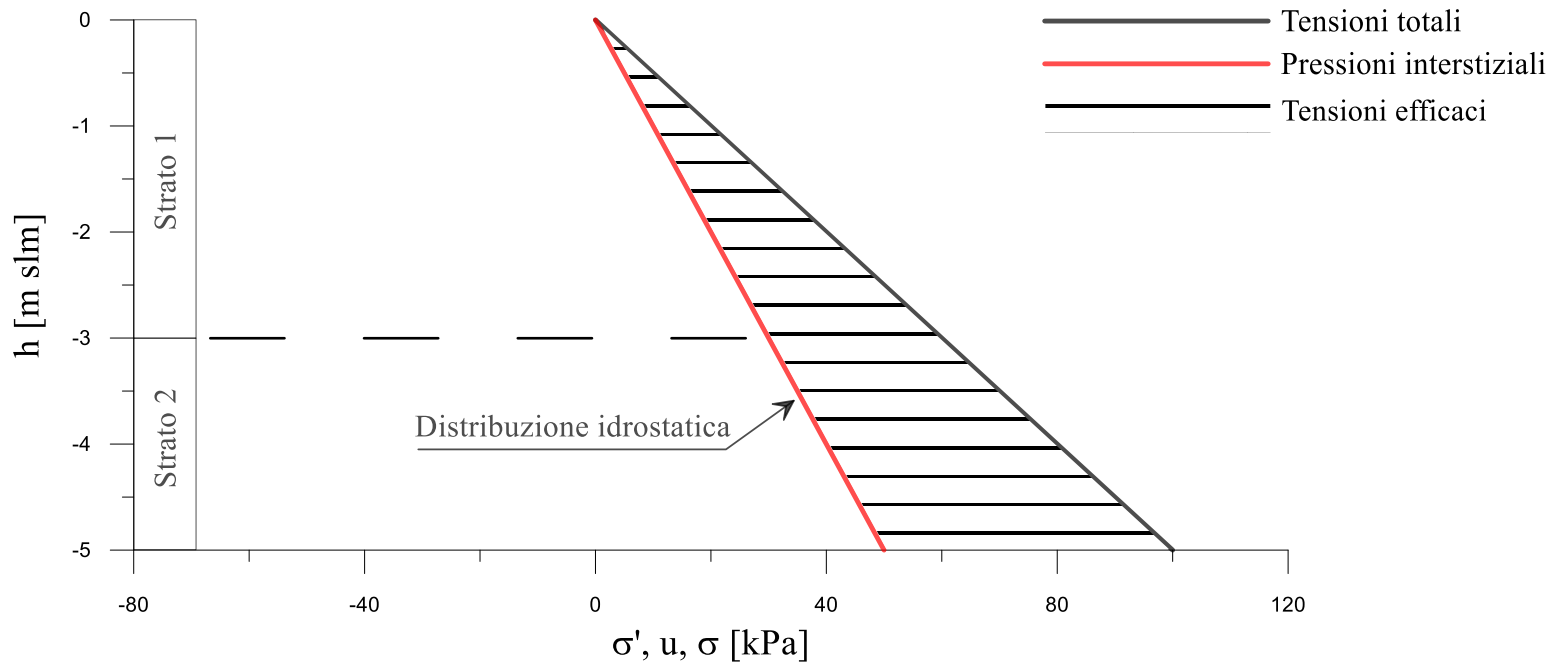 0
Tensioni totali
Pressioni interstiziali
Tensioni efficaci
-1
Strato 1
-2
h [m slm]
-3
Distribuzione idrostatica
Strato 2
-4
-5
-80 -40 0 40 80 120
σ', u, σ [kPa]